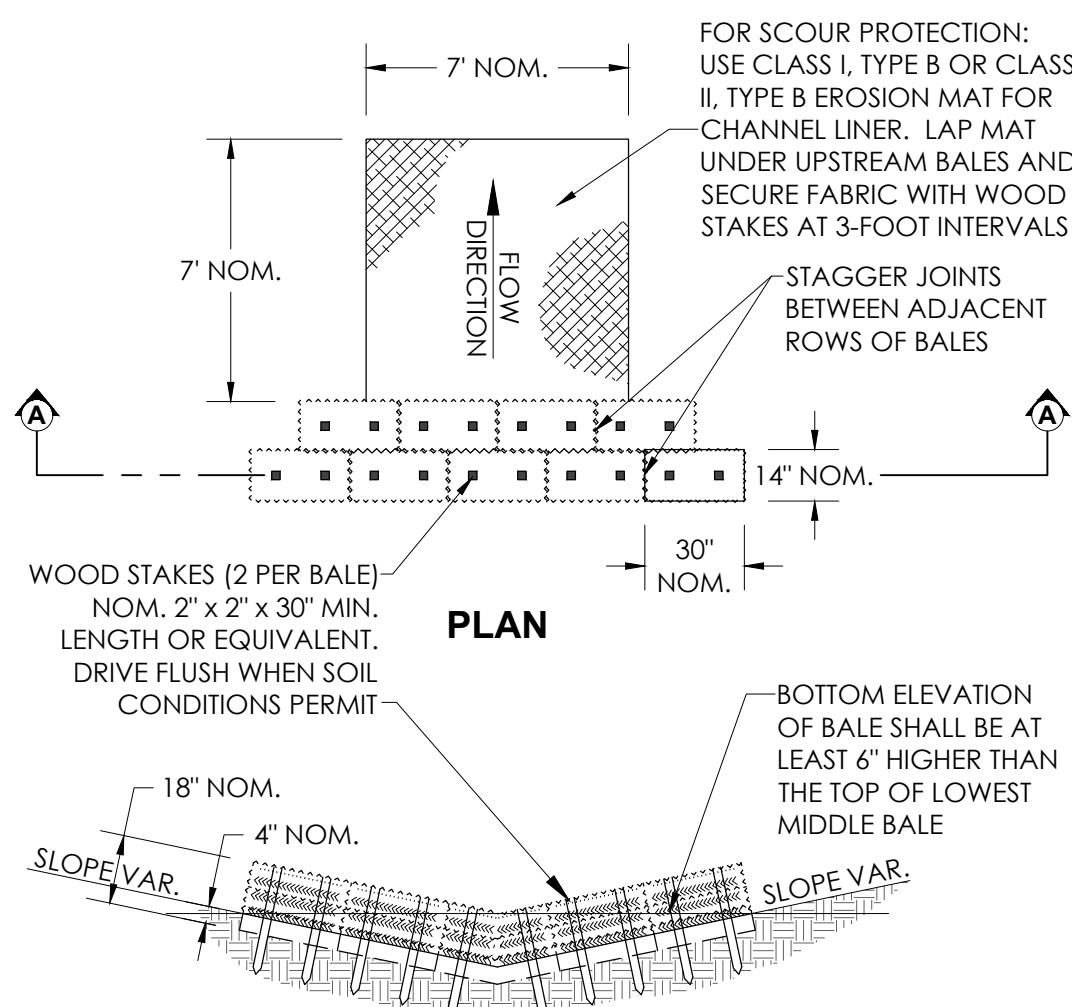 7' NOM.
FOR SCOUR PROTECTION:
USE CLASS I, TYPE B OR CLASS
II, TYPE B EROSION MAT FOR
CHANNEL LINER. LAP MAT
UNDER UPSTREAM BALES AND
SECURE FABRIC WITH WOOD
STAKES AT 3-FOOT INTERVALS
7' NOM.
FLOW
DIRECTION
STAGGER JOINTS
BETWEEN ADJACENT
ROWS OF BALES
A
A
14" NOM.
30"
NOM.
WOOD STAKES (2 PER BALE)
NOM. 2" x 2" x 30" MIN.
LENGTH OR EQUIVALENT.
DRIVE FLUSH WHEN SOIL
CONDITIONS PERMIT
PLAN
BOTTOM ELEVATION
OF BALE SHALL BE AT
LEAST 6" HIGHER THAN
THE TOP OF LOWEST
MIDDLE BALE
18" NOM.
4" NOM.
SLOPE VAR.
SLOPE VAR.